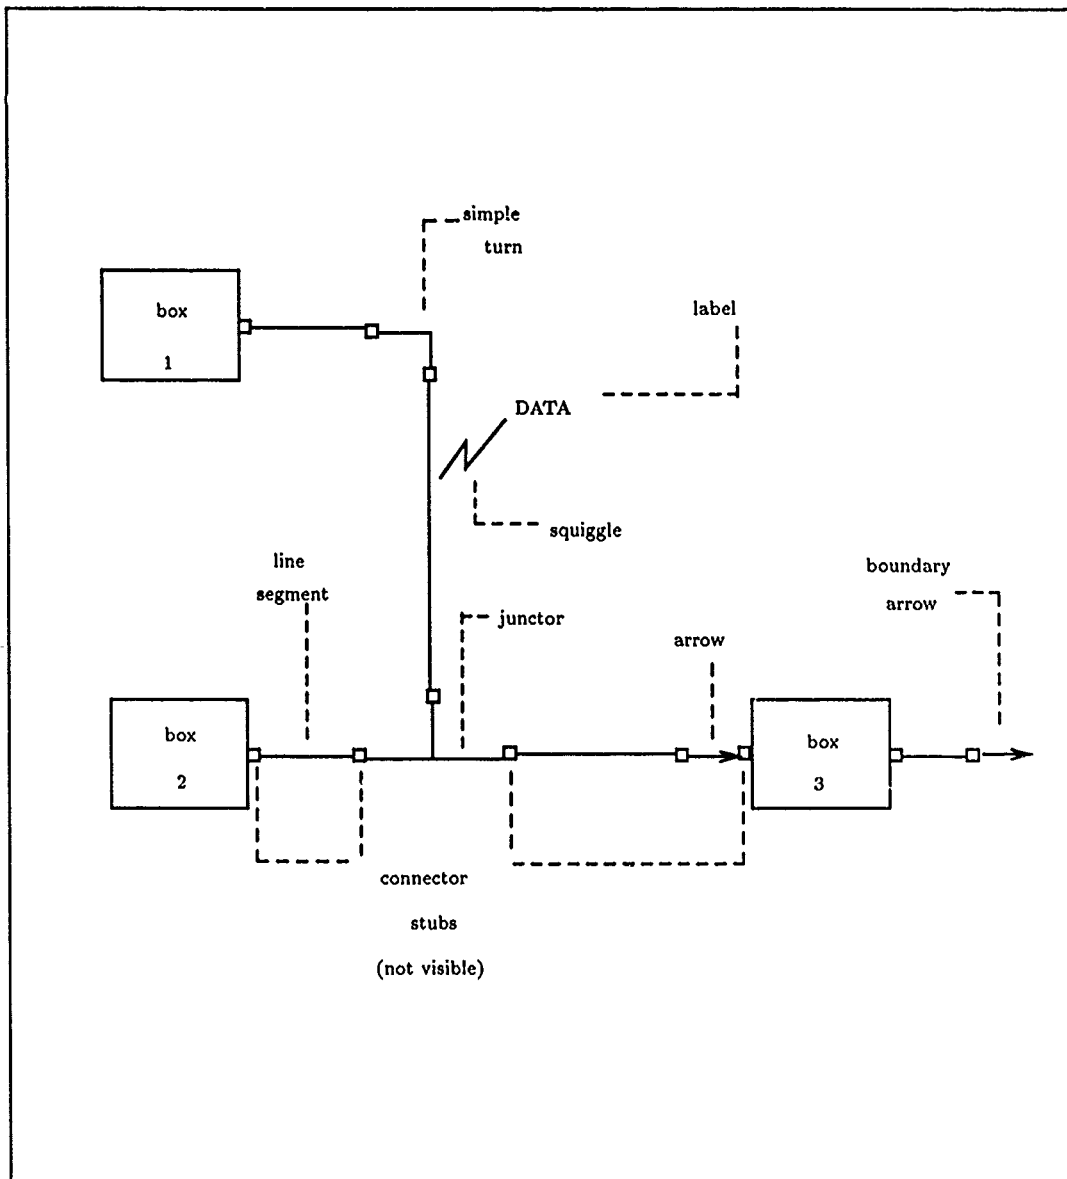 simple
turn
box
1
label
DATA
squiggle
line
segment
junctor
arrow
boundary
arrow
box
2
box
3
connector
stubs
(not visible)